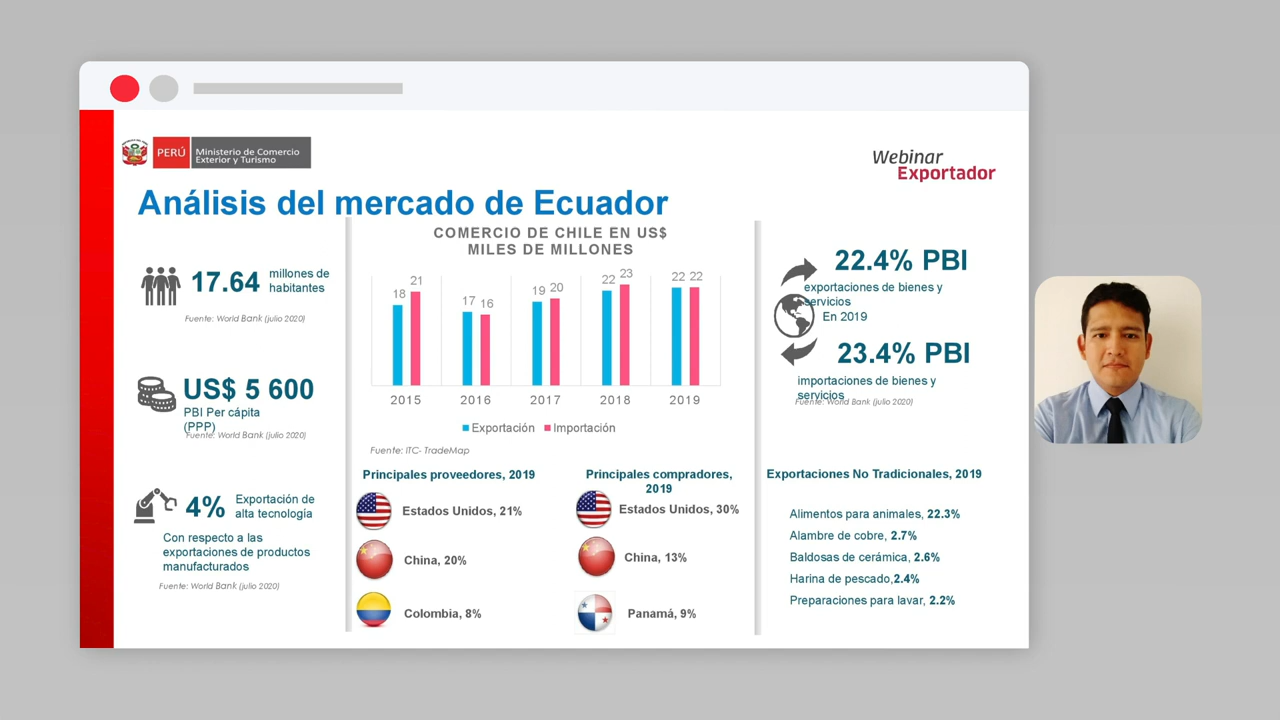 PERÚ
Ministerio de Comercio
Exterior y Turismo
Webinar
Exportador
Análisis del mercado de Ecuador
17.64
millones de
habitantes
Fuente: World Bank (julio 2020)
US$ 5 600
PBI Per cápita
(PPP)
Fuente: World Bank (julio 2020)
4%
Exportación de
alta tecnología
Con respecto a las
exportaciones de productos
manufacturados
Fuente: World Bank (julio 2020)
COMERCIO DE CHILE EN US$
MILES DE MILLONES
18 21 17 16 19 20 22 23 22 22
2015 2016 2017 2018 2019
Exportación Importación
Fuente: ITC- TradeMap
Principales proveedores, 2019
Estados Unidos, 21%
China, 20%
Colombia, 8%
Principales compradores,
2019
Estados Unidos, 30%
China, 13%
Panamá, 9%
22.4% PBI
exportaciones de bienes y
servicios
En 2019
23.4% PBI
importaciones de bienes y
servicios
Fuente: World Bank (julio 2020)
Exportaciones No Tradicionales, 2019
Alimentos para animales, 22.3%
Alambre de cobre, 2.7%
Baldosas de cerámica, 2.6%
Harina de pescado,2.4%
Preparaciones para lavar, 2.2%